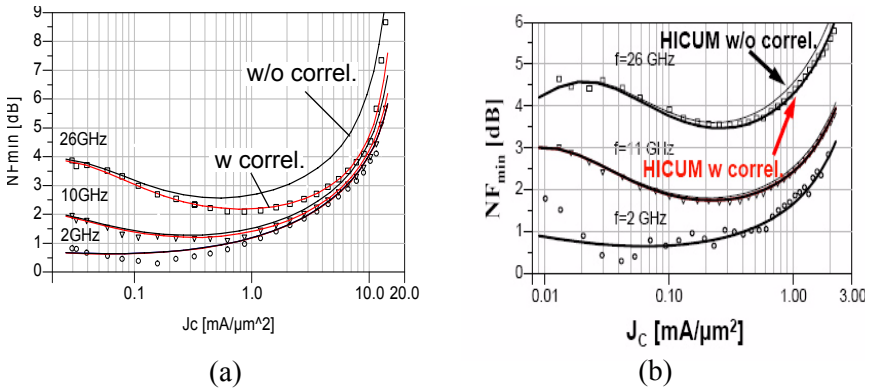 9
8
7
6
5
4
3
2
1
0
NFmin [dB]
w/o correl.
w correl.
26GHz
10GHz
2GHz
0.1
1.0
10.0 20.0
Jc [mA/µm^2]
(a)
6
5
4
3
2
1
0
NFmin [dB]
HICUM w/o correl.
f=26 GHz
f=11 GHz
HICUM w correl.
f=2 GHz
0.01
0.10
1.00
3.00
JC [mA/µm²]
(b)